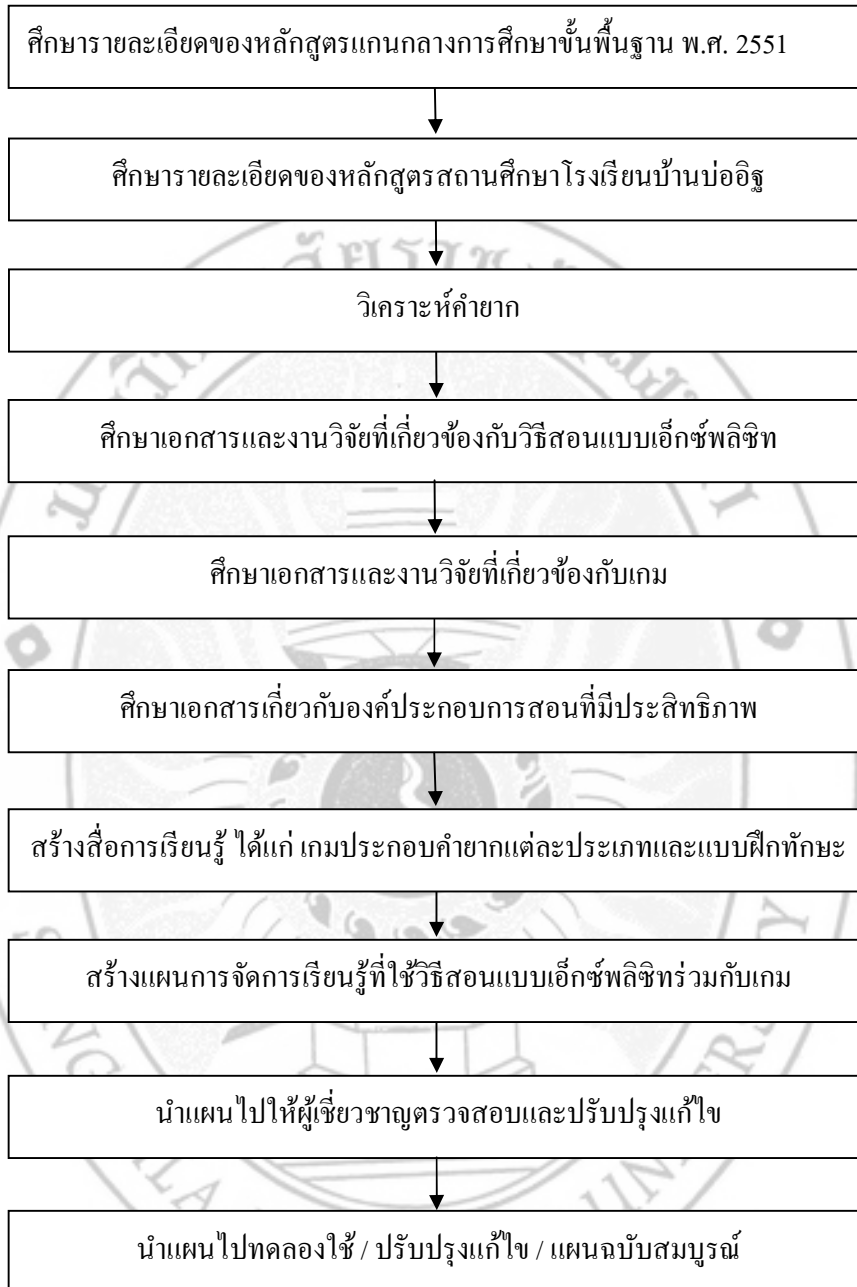 ศึกษารายละเอียดของหลักสูตรแกนกลางการศึกษาขั้นพื้นฐาน พ.ศ. 2551
ศึกษารายละเอียดของหลักสูตรสถานศึกษาโรงเรียนบ้านบ่ออิฐ
วิเคราะห์คำยาก
ศึกษาเอกสารและงานวิจัยที่เกี่ยวข้องกับวิธีสอนแบบเอ็กซ์พลิซิท
ศึกษาเอกสารและงานวิจัยที่เกี่ยวข้องกับเกม
ศึกษาเอกสารเกี่ยวกับองค์ประกอบการสอนที่มีประสิทธิภาพ
สร้างสื่อการเรียนรู้ ได้แก่ เกมประกอบคำยากแต่ละประเภทและแบบฝึกทักษะ
สร้างแผนการจัดการเรียนรู้ที่ใช้วิธีสอนแบบเอ็กซ์พลิซิทร่วมกับเกม
นำแผนไปให้ผู้เชี่ยวชาญตรวจสอบและปรับปรุงแก้ไข
นำแผนไปทดลองใช้ / ปรับปรุงแก้ไข / แผนฉบับสมบูรณ์